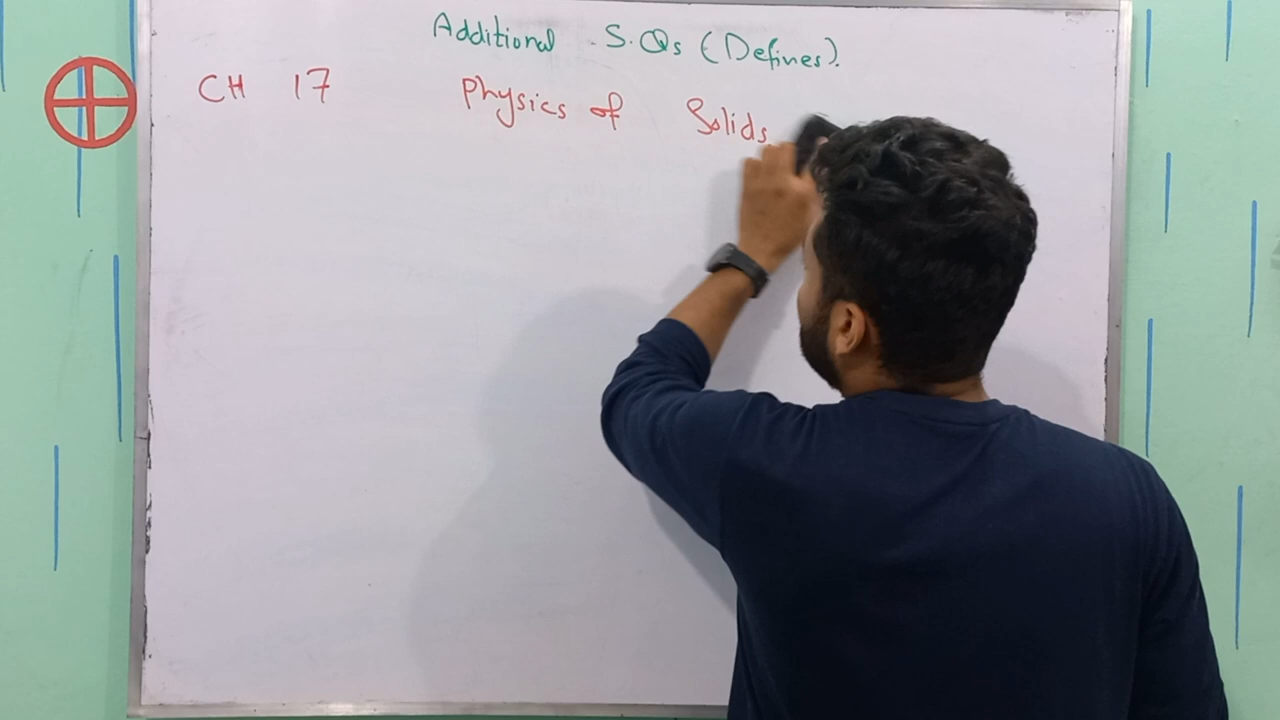 Additional S.Qs (Defines).
CH 17 Physics of Solids